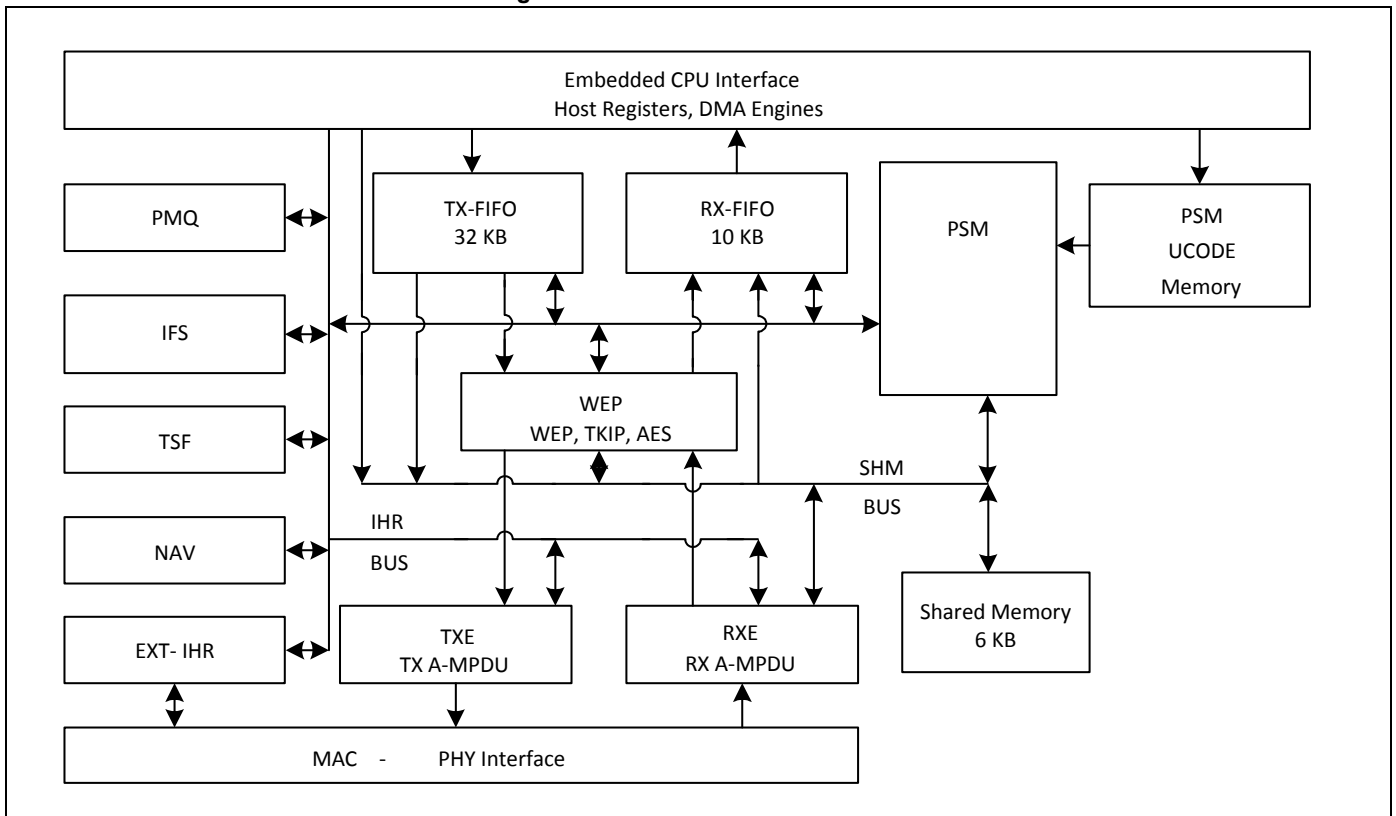 Embedded CPU Interface
Host Registers, DMA Engines
PMQ
TX-FIFO
32 KB
RX-FIFO
10 KB
PSM
PSM
UCODE
Memory
IFS
WEP
WEP, TKIP, AES
TSF
SHM
BUS
IHR
BUS
NAV
Shared Memory
6 KB
EXT- IHR
TXE
TX A-MPDU
RXE
RX A-MPDU
MAC - PHY Interface